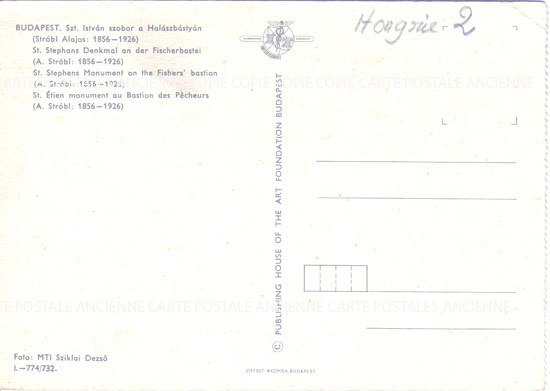 BUDAPEST. Szt. István szobor a Halászbástyán
(Stróbl Alajos: 1856—1926)
St. Stephans Denkmal an der Fischerbastei
(A. Stróbl: 1856—1926)
St. Stephens Monument on the Fishers' bastion
(A. Stróbl: 1856—1926)
St. Étien monument au Bastion des Pêcheurs
(A. Stróbl: 1856—1926)
Hongrie 2
CARTE POSTALE ANCIENNE
PUBLISHING HOUSE OF THE ART FOUNDATION BUDAPEST
CARTE POSTALE ANCIENNE CARTE POSTALES ANCIENNES
Foto: MTI Sziklai Dezső
I.—774/732.
OFFSET-NYOMDA, BUDAPEST